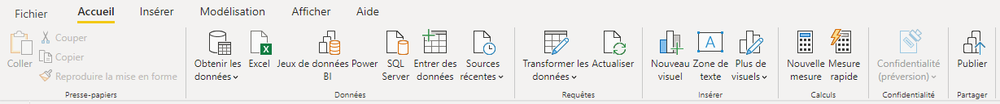 Fichier Accueil Insérer Modélisation Afficher Aide
Coller
Couper
Copier
Reproduire la mise en forme
Presse-papiers
Obtenir les
données
Excel
Jeux de données Power
BI
SQL
Server
Entrer des
données
Sources
récentes
Données
Transformer les
données
Actualiser
Requêtes
Nouveau
visuel
A
Zone de
texte
Plus de
visuels
Insérer
Nouvelle
mesure
Mesure
rapide
Calculs
Confidentialité
(préversion)
Confidentialité
Publier
Partager